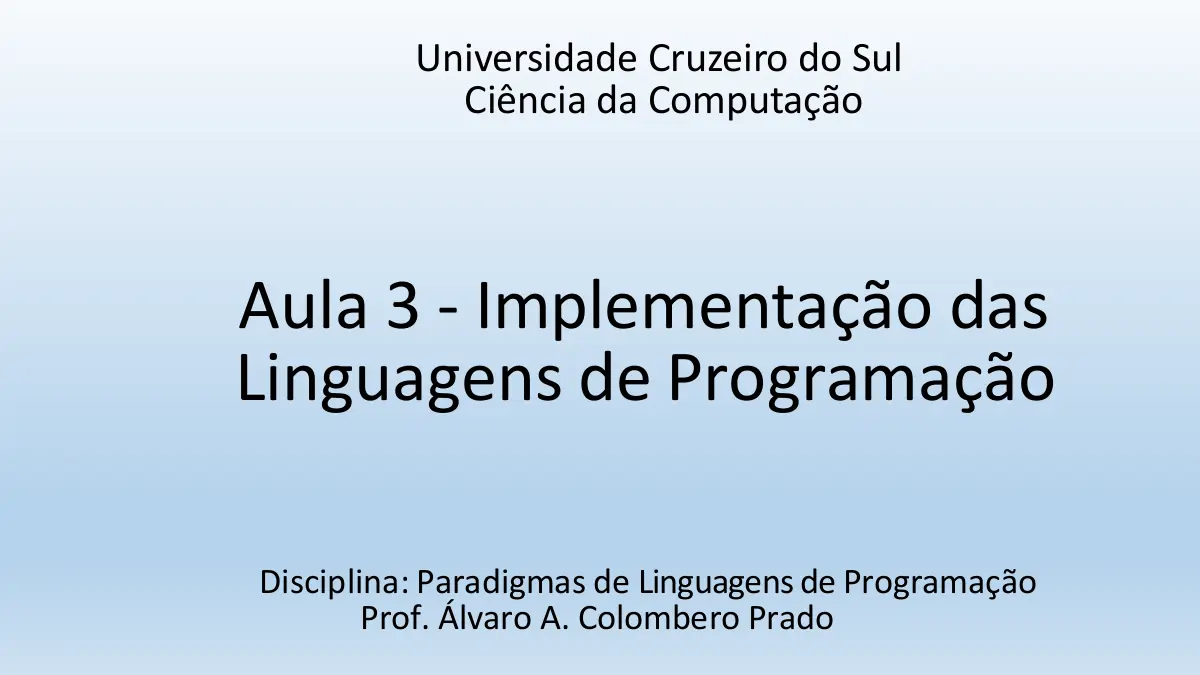 Universidade Cruzeiro do Sul
Ciência da Computação
Aula 3 - Implementação das
Linguagens de Programação
Disciplina: Paradigmas de Linguagens de Programação
Prof. Álvaro A. Colombero Prado